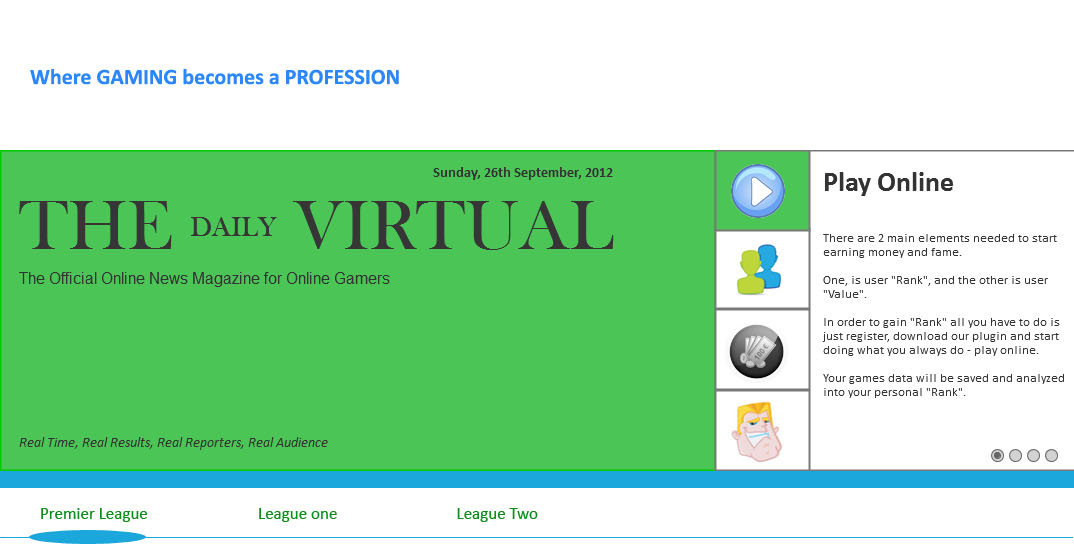 Where GAMING becomes a PROFESSION
Sunday, 26th September, 2012
THE DAILY VIRTUAL
The Official Online News Magazine for Online Gamers
Real Time, Real Results, Real Reporters, Real Audience
100 €
Play Online
There are 2 main elements needed to start
earning money and fame.
One, is user "Rank", and the other is user
"Value".
In order to gain "Rank" all you have to do is
just register, download our plugin and start
doing what you always do - play online.
Your games data will be saved and analyzed
into your personal "Rank".
Premier League
League one
League Two